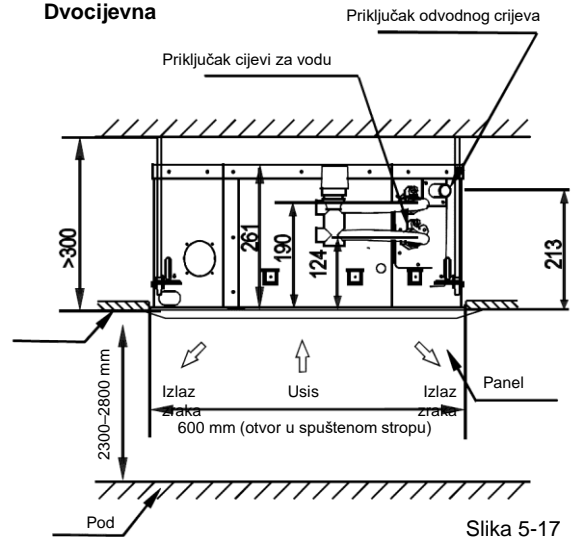 Dvocijevna
Priključak odvodnog crijeva
Priključak cijevi za vodu
>300
261
190
124
213
2300–2800 mm
Izlaz
zraka
Usis
Izlaz
zraka
Panel
600 mm (otvor u spuštenom stropu)
Pod
Slika 5-17